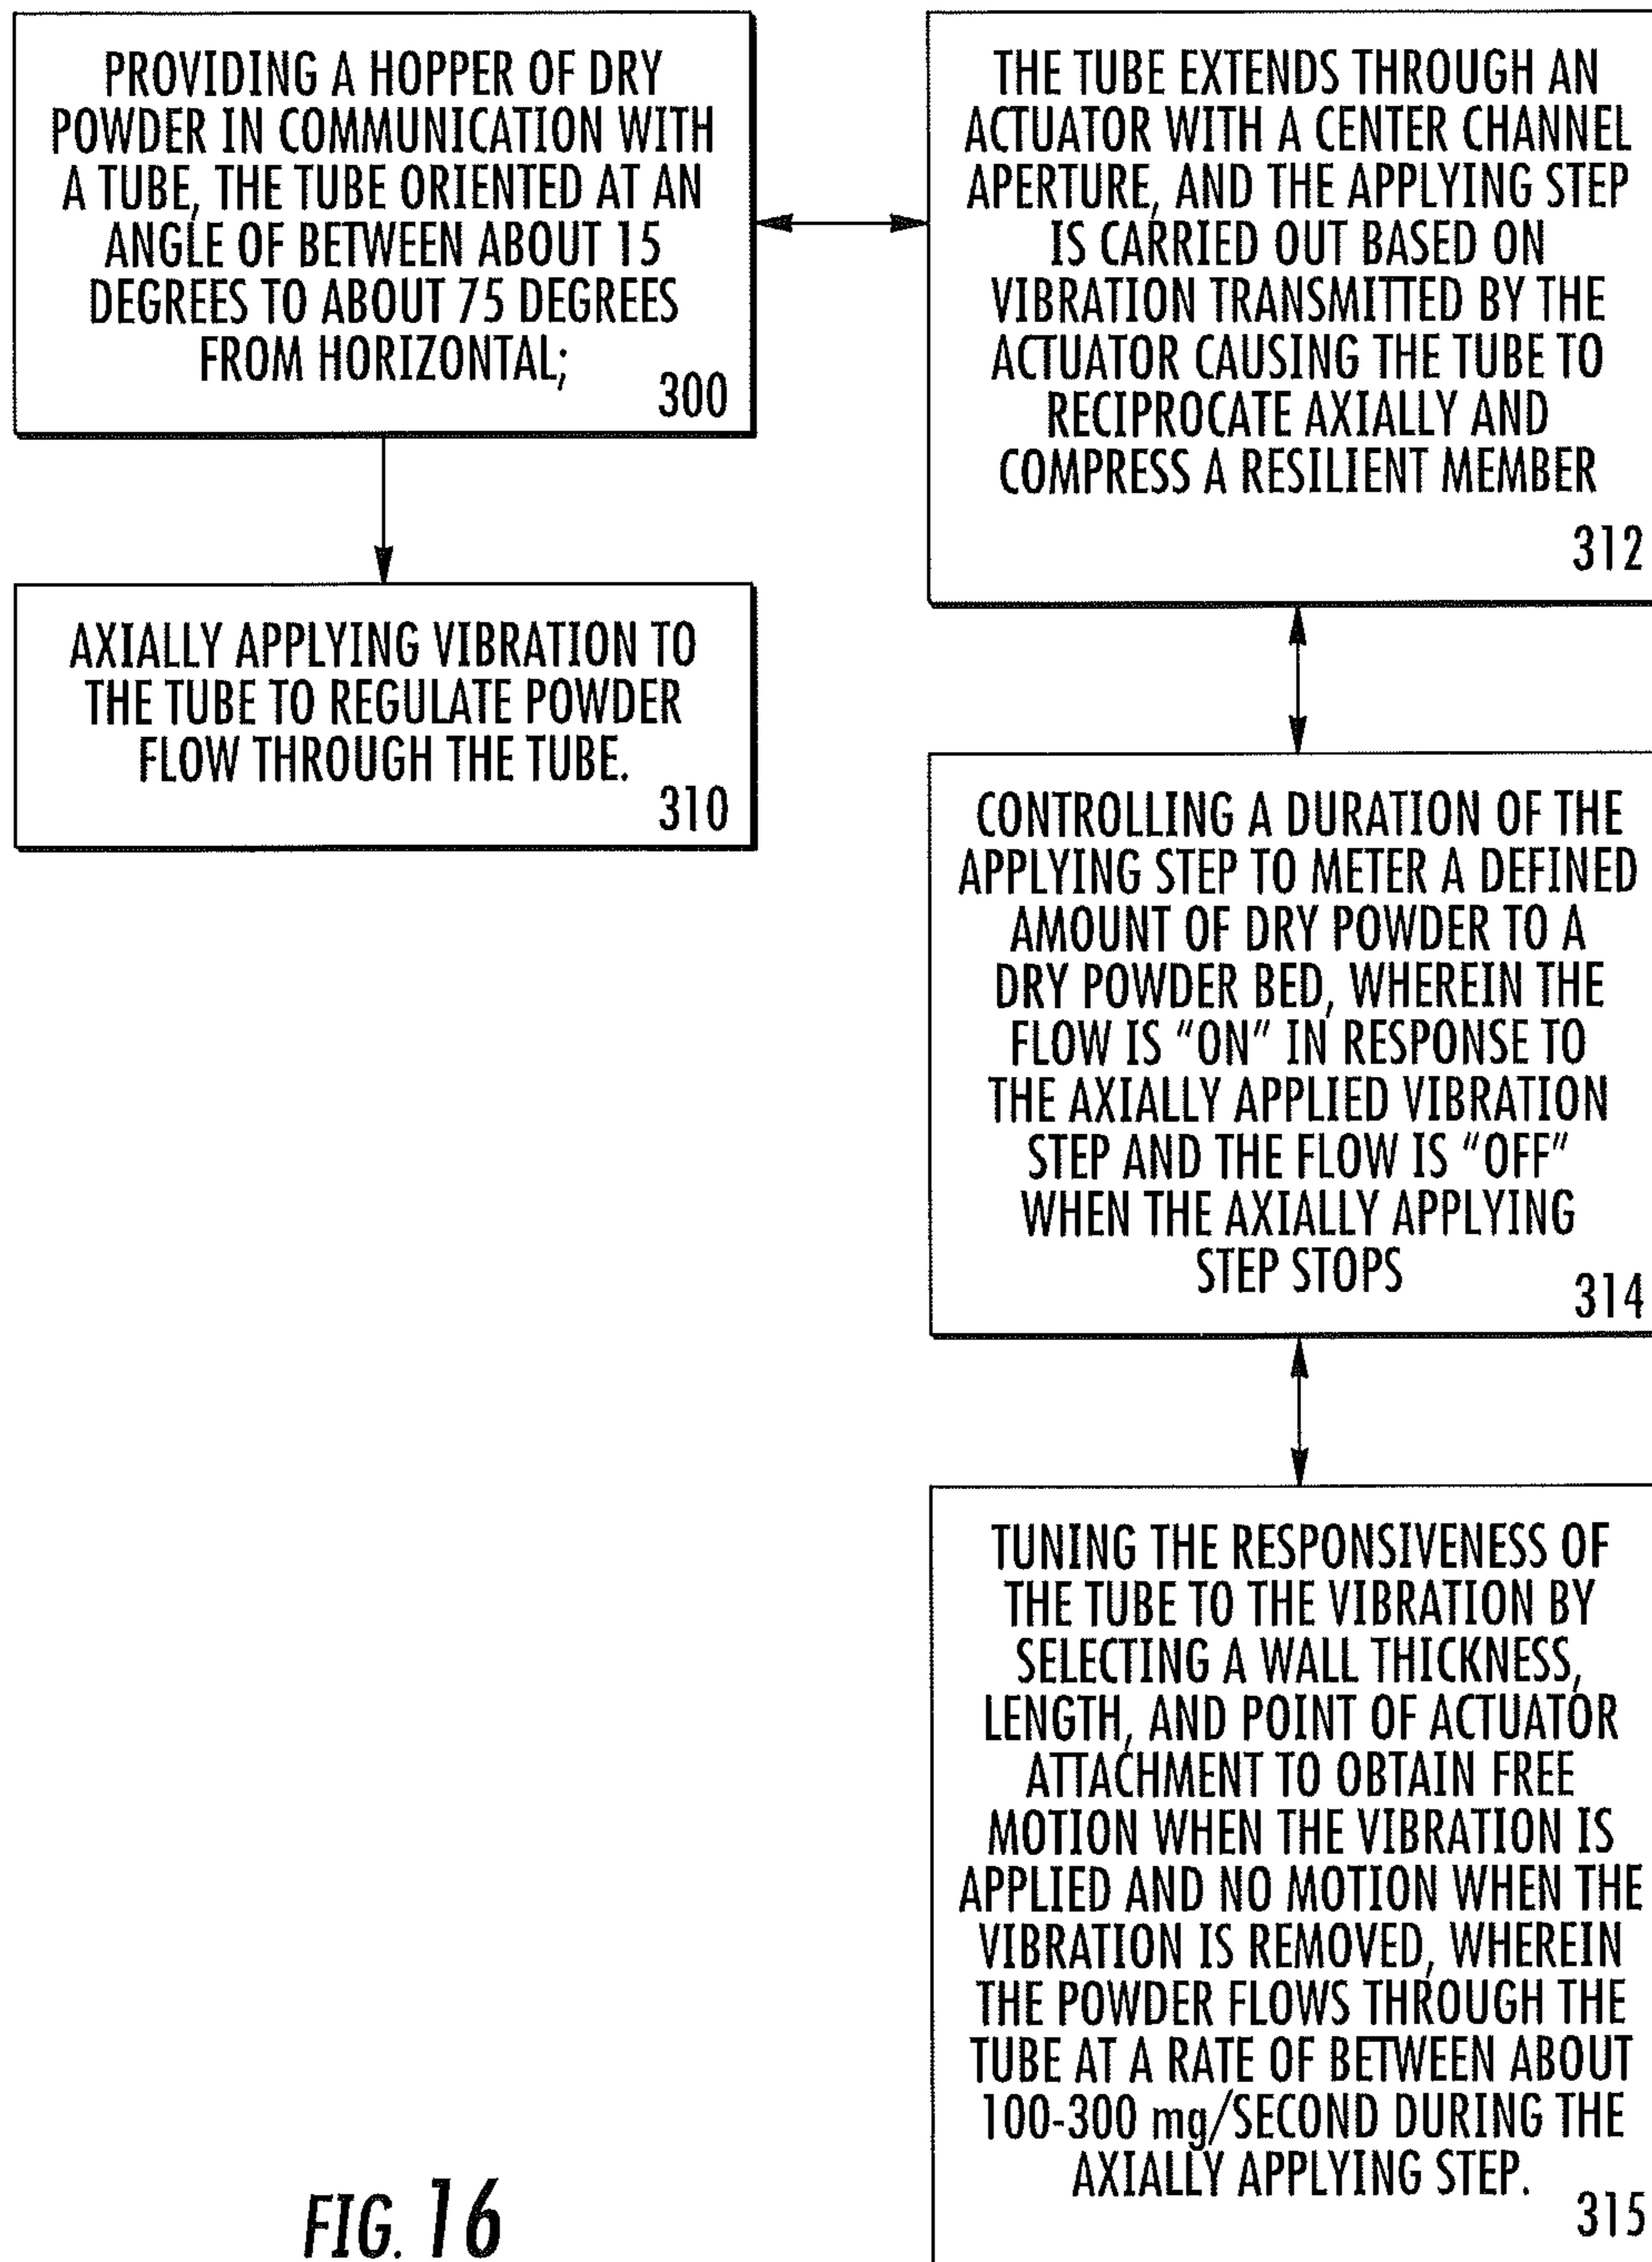 PROVIDING A HOPPER OF DRY
POWDER IN COMMUNICATION WITH
A TUBE, THE TUBE ORIENTED AT AN
ANGLE OF BETWEEN ABOUT 15
DEGREES TO ABOUT 75 DEGREES
FROM HORIZONTAL;
300
AXIALLY APPLYING VIBRATION TO
THE TUBE TO REGULATE POWDER
FLOW THROUGH THE TUBE.
310
THE TUBE EXTENDS THROUGH AN
ACTUATOR WITH A CENTER CHANNEL
APERTURE, AND THE APPLYING STEP
IS CARRIED OUT BASED ON
VIBRATION TRANSMITTED BY THE
ACTUATOR CAUSING THE TUBE TO
RECIPROCATE AXIALLY AND
COMPRESS A RESILIENT MEMBER
312
CONTROLLING A DURATION OF THE
APPLYING STEP TO METER A DEFINED
AMOUNT OF DRY POWDER TO A
DRY POWDER BED, WHEREIN THE
FLOW IS "ON" IN RESPONSE TO
THE AXIALLY APPLIED VIBRATION
STEP AND THE FLOW IS "OFF"
WHEN THE AXIALLY APPLYING
STEP STOPS
314
TUNING THE RESPONSIVENESS OF
THE TUBE TO THE VIBRATION BY
SELECTING A WALL THICKNESS,
LENGTH, AND POINT OF ACTUATOR
ATTACHMENT TO OBTAIN FREE
MOTION WHEN THE VIBRATION IS
APPLIED AND NO MOTION WHEN THE
VIBRATION IS REMOVED, WHEREIN
THE POWDER FLOWS THROUGH THE
TUBE AT A RATE OF BETWEEN ABOUT
100-300 mg/SECOND DURING THE
AXIALLY APPLYING STEP.
315
FIG. 16